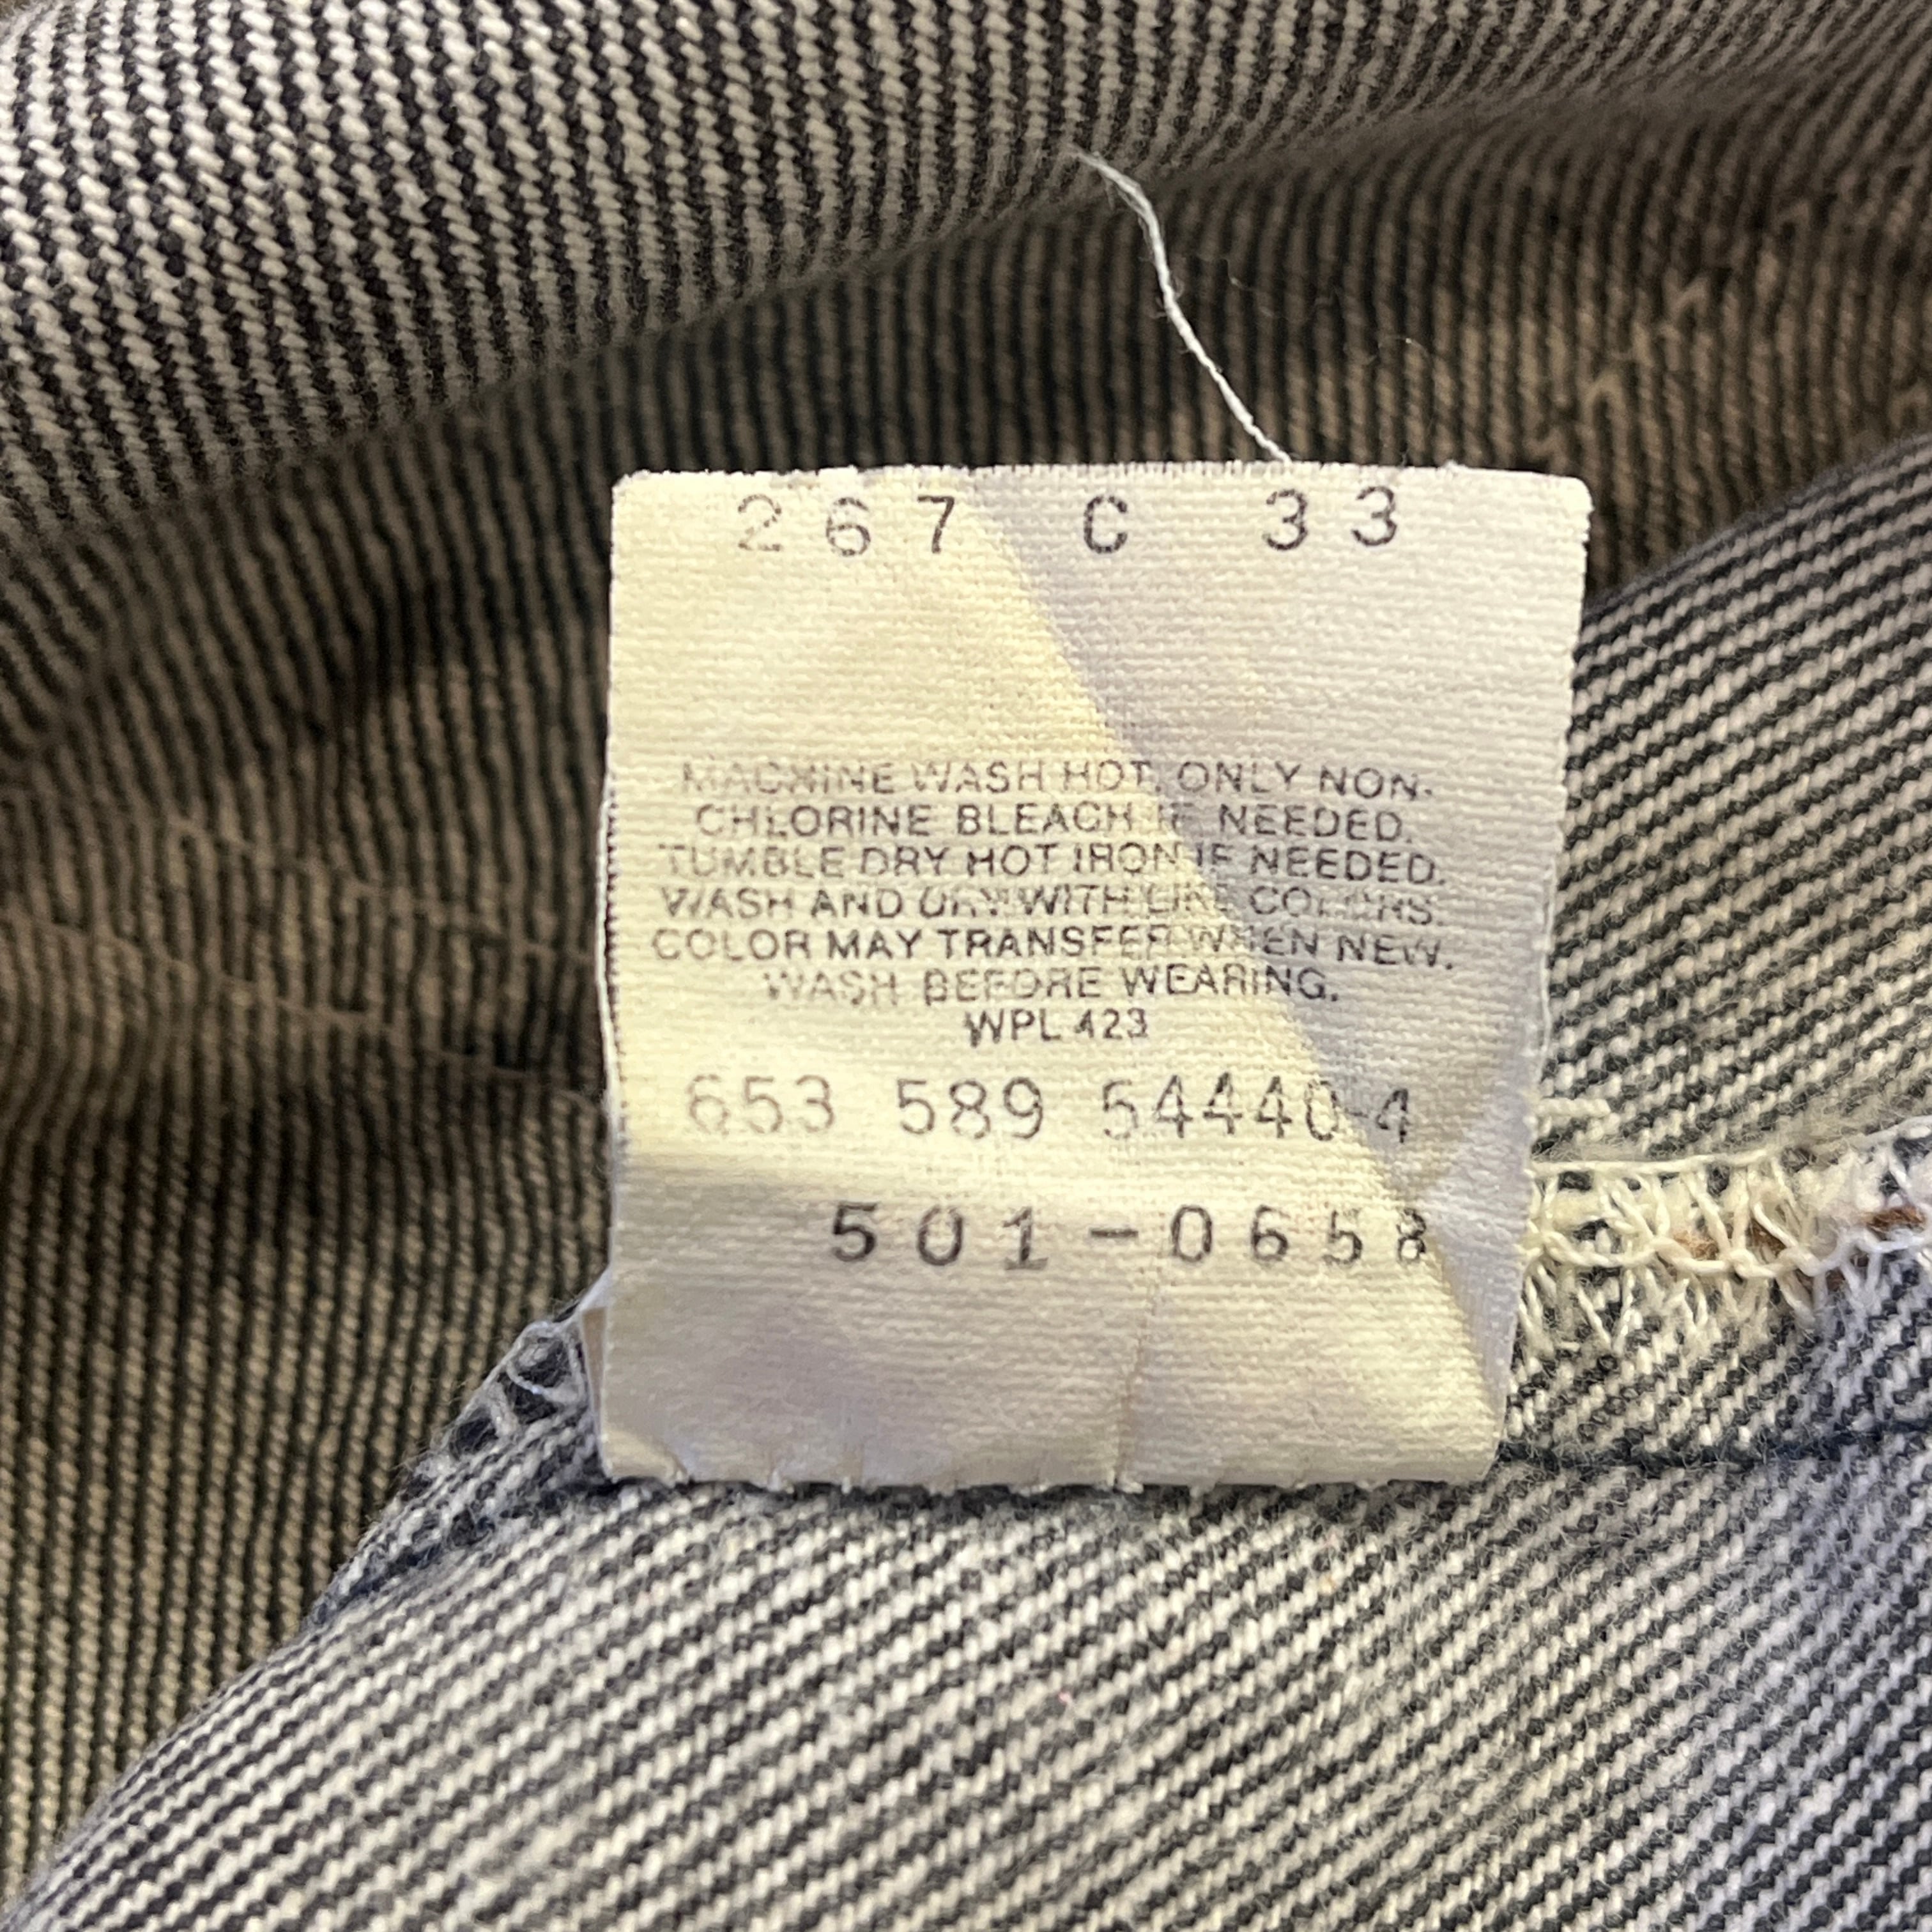 267 C 33
MACHINE WASH HOT, ONLY NON-
CHLORINE BLEACH IF NEEDED.
TUMBLE DRY HOT IRON IF NEEDED.
WASH AND DRY WITH LIKE COLORS.
COLOR MAY TRANSFER WHEN NEW.
WASH BEFORE WEARING.
WPL 423
653 589 54440 4
501-0658